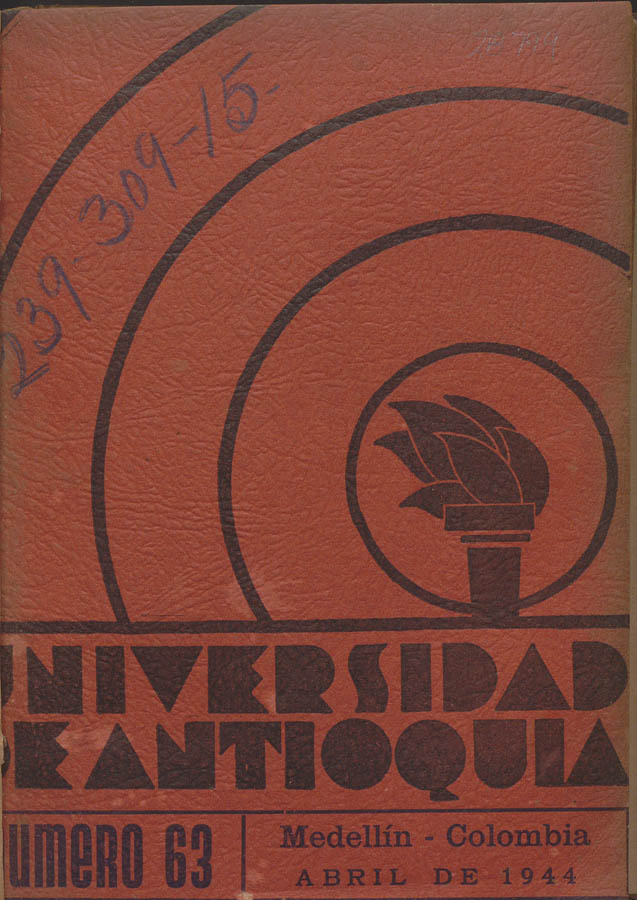 239-309-15.
UNIVERSIDAD
DE ANTIOQUIA
NUMERO 63
Medellín - Colombia
ABRIL DE 1944